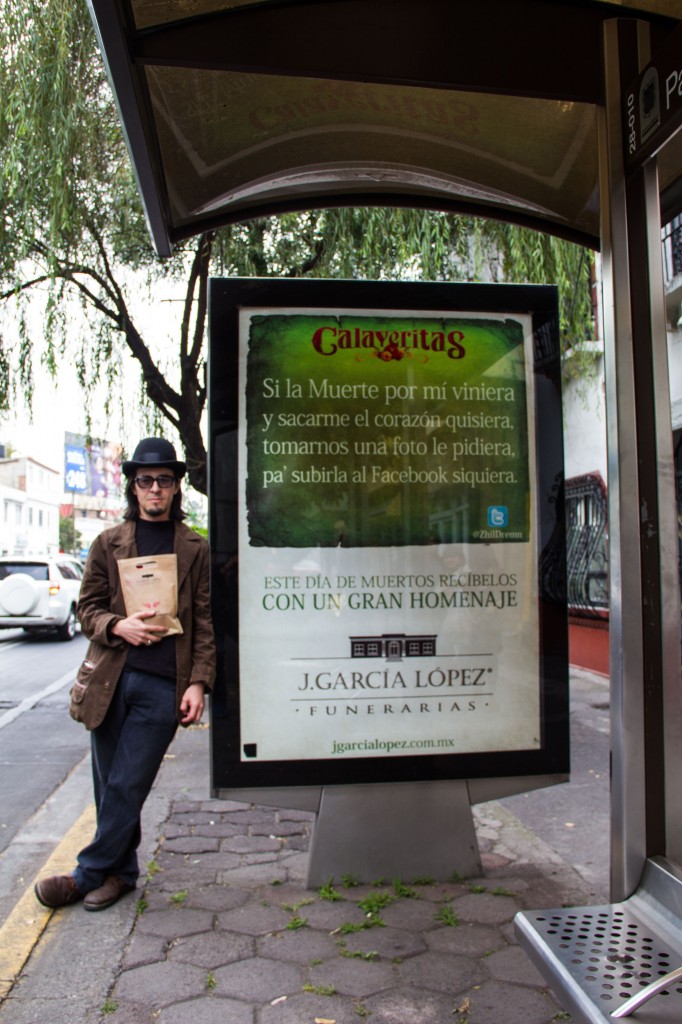 28-010
Calaveritas
Si la Muerte por mí viniera
y sacarme el corazón quisiera,
tomarnos una foto le pidiera,
pa' subirla al Facebook siquiera.
@ZhilDremn
ESTE DÍA DE MUERTOS RECÍBELOS
CON UN GRAN HOMENAJE
J.GARCÍA LÓPEZ®
· FUNERARIAS ·
jgarcialopez.com.mx